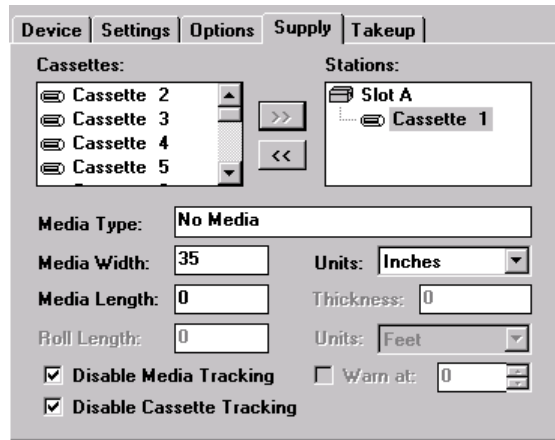 Device Settings Options Supply Takeup
Cassettes: Stations:
Cassette 2
Cassette 3
Cassette 4
Cassette 5
>>
<<
Slot A
Cassette 1
Media Type: No Media
Media Width: 35 Units: Inches
Media Length: 0 Thickness: 0
Roll Length: 0 Units: Feet
Disable Media Tracking Warn at: 0
Disable Cassette Tracking